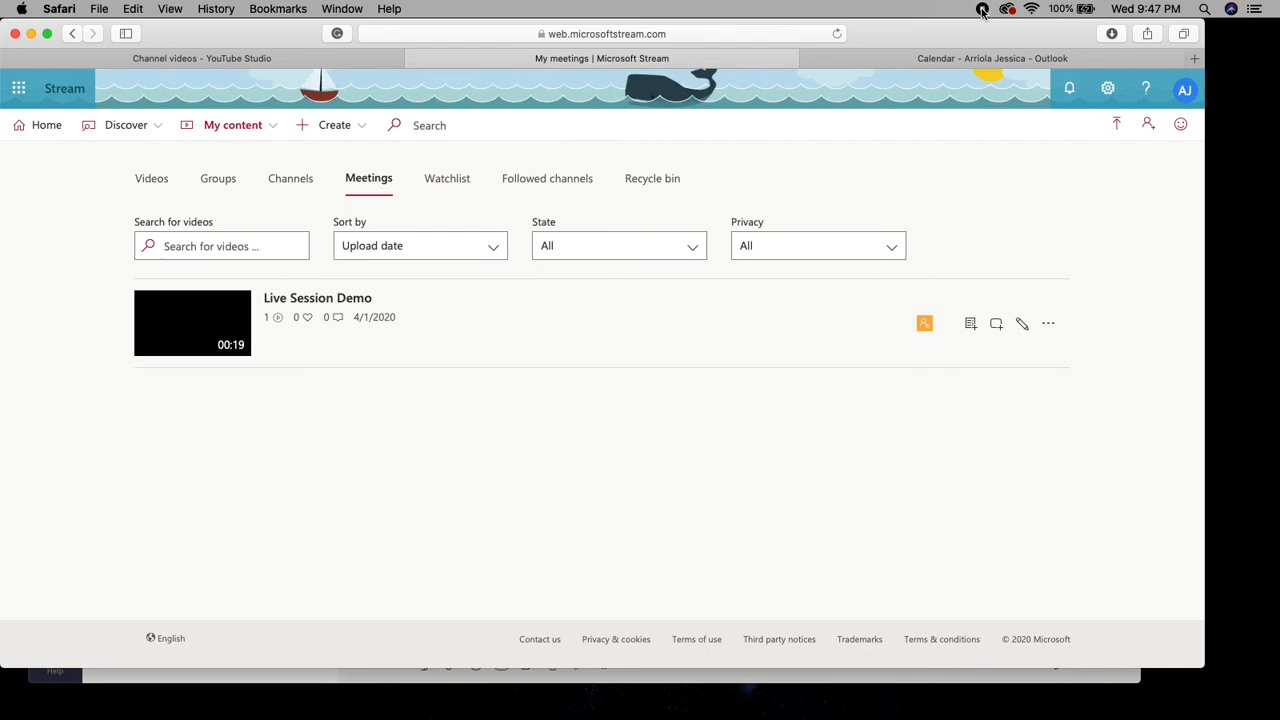 Safari File Edit View History Bookmarks Window Help 100% Wed 9:47 PM
web.microsoftstream.com
Channel videos - YouTube Studio My meetings | Microsoft Stream Calendar - Arriola Jessica - Outlook
Stream ? AJ
Home Discover My content Create Search
Videos Groups Channels Meetings Watchlist Followed channels Recycle bin
Search for videos Sort by State Privacy
Search for videos ... Upload date All All
Live Session Demo
1 0 0 4/1/2020
00:19
English Contact us Privacy & cookies Terms of use Third party notices Trademarks Terms & conditions © 2020 Microsoft
Help